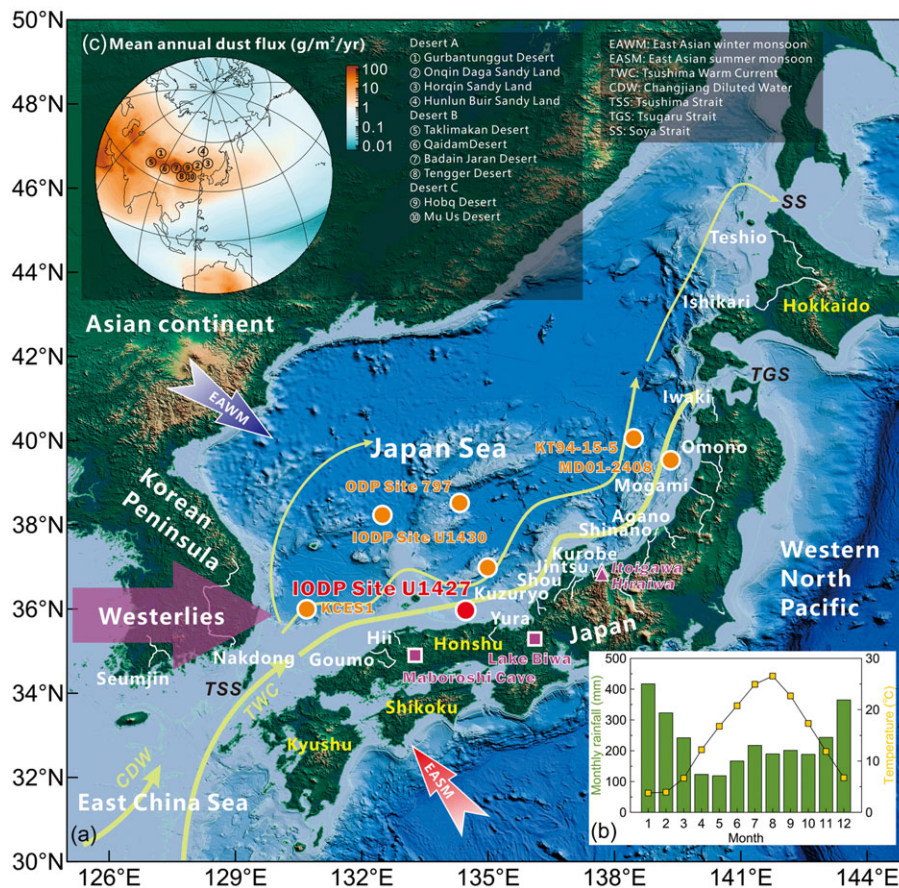 50°N
48°N
46°N
44°N
42°N
40°N
38°N
36°N
34°N
32°N
30°N
126°E
129°E
132°E
135°E
138°E
141°E
144°E
(c) Mean annual dust flux (g/m²/yr)
100
10
1
0.1
0.01
Desert A
① Gurbantunggut Desert
② Onqin Daga Sandy Land
③ Horqin Sandy Land
④ Hunlun Buir Sandy Land
Desert B
⑤ Taklimakan Desert
⑥ QaidamDesert
⑦ Badain Jaran Desert
⑧ Tengger Desert
Desert C
⑨ Hobq Desert
⑩ Mu Us Desert
EAWM: East Asian winter monsoon
EASM: East Asian summer monsoon
TWC: Tsushima Warm Current
CDW: Changjiang Diluted Water
TSS: Tsushima Strait
TGS: Tsugaru Strait
SS: Soya Strait
SS
Teshio
Ishikari
Hokkaido
Asian continent
EAWM
TGS
Iwaki
Japan Sea
KT94-15-5
MD01-2408
Omono
Mogami
ODP Site 797
IODP Site U1430
Agano
Shinano
Korean
Peninsula
Kurobe
Jintsu
Shou
Itoigawa
Hiraiwa
Western
North
Pacific
IODP Site U1427
Kuzuryo
KCES1
Westerlies
Yura
Japan
Hii
Honshu
Nakdong
Goumo
Lake Biwa
Maboroshi Cave
Seumjin
TSS
TWC
Shikoku
Kyushu
CDW
EASM
East China Sea
(a)
500
400
300
200
100
0
Monthly rainfall (mm)
30
25
20
15
10
5
0
Temperature (°C)
1 2 3 4 5 6 7 8 9 10 11 12
Month
(b)